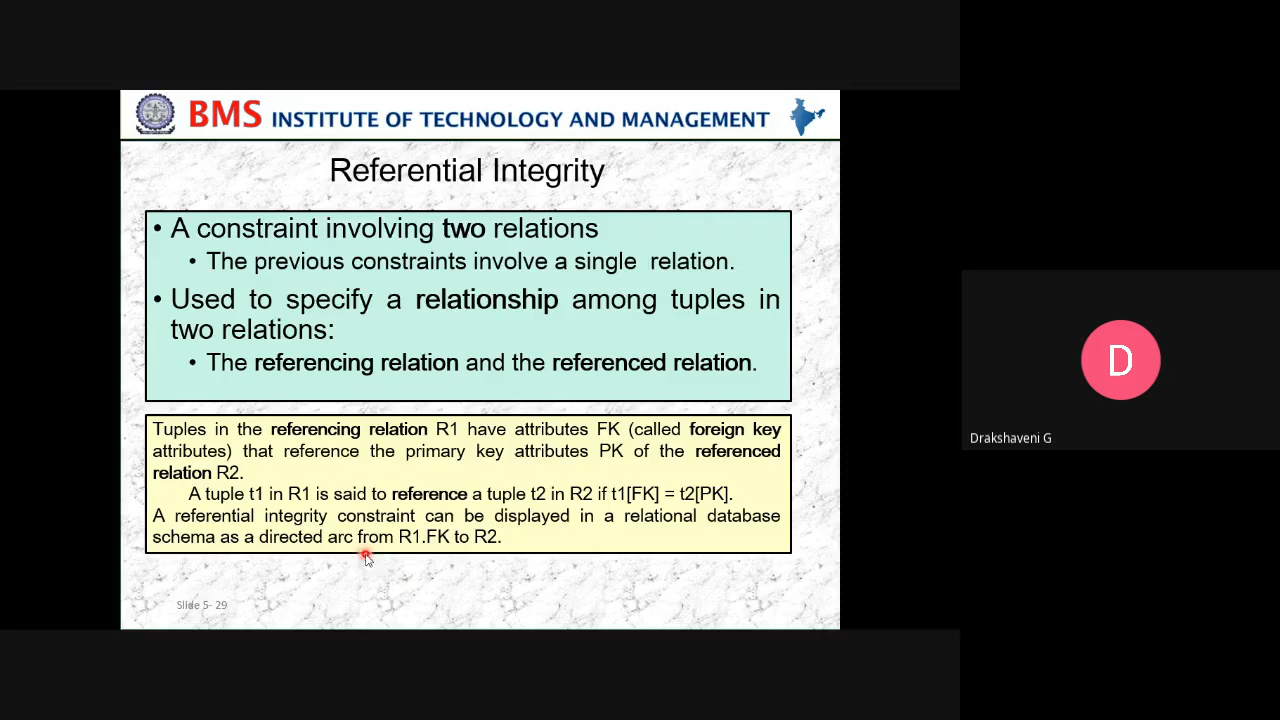 BMS INSTITUTE OF TECHNOLOGY AND MANAGEMENT
Referential Integrity
• A constraint involving two relations
• The previous constraints involve a single relation.
• Used to specify a relationship among tuples in
two relations:
• The referencing relation and the referenced relation.
Tuples in the referencing relation R1 have attributes FK (called foreign key
attributes) that reference the primary key attributes PK of the referenced
relation R2.
A tuple t1 in R1 is said to reference a tuple t2 in R2 if t1[FK] = t2[PK].
A referential integrity constraint can be displayed in a relational database
schema as a directed arc from R1.FK to R2.
Slide 5- 29
D
Drakshaveni G